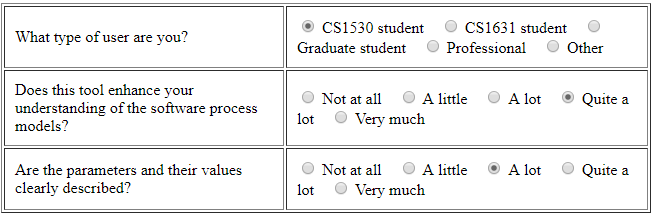 What type of user are you?
CS1530 student CS1631 student
Graduate student Professional Other
Does this tool enhance your
understanding of the software process
models?
Not at all A little A lot Quite a
lot Very much
Are the parameters and their values
clearly described?
Not at all A little A lot Quite a
lot Very much